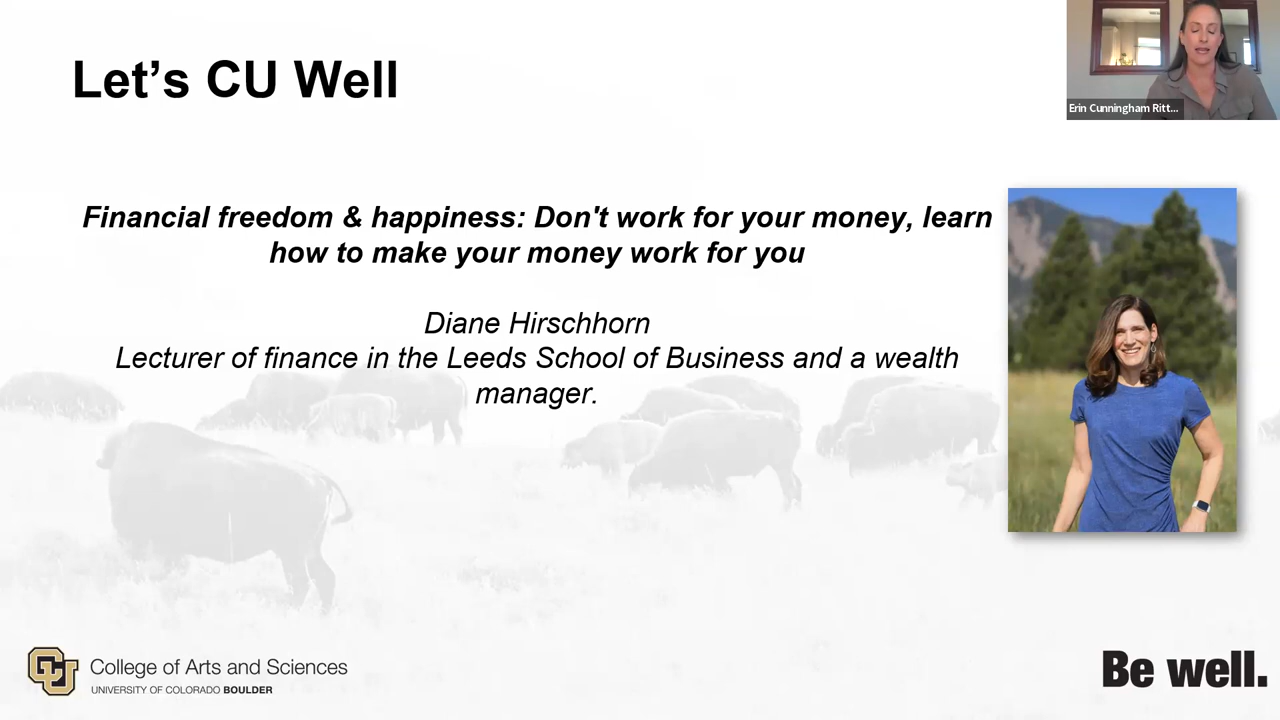 Let's CU Well
Erin Cunningham Ritt...
Financial freedom & happiness: Don't work for your money, learn
how to make your money work for you
Diane Hirschhorn
Lecturer of finance in the Leeds School of Business and a wealth
manager.
CU
College of Arts and Sciences
UNIVERSITY OF COLORADO BOULDER
Be well.